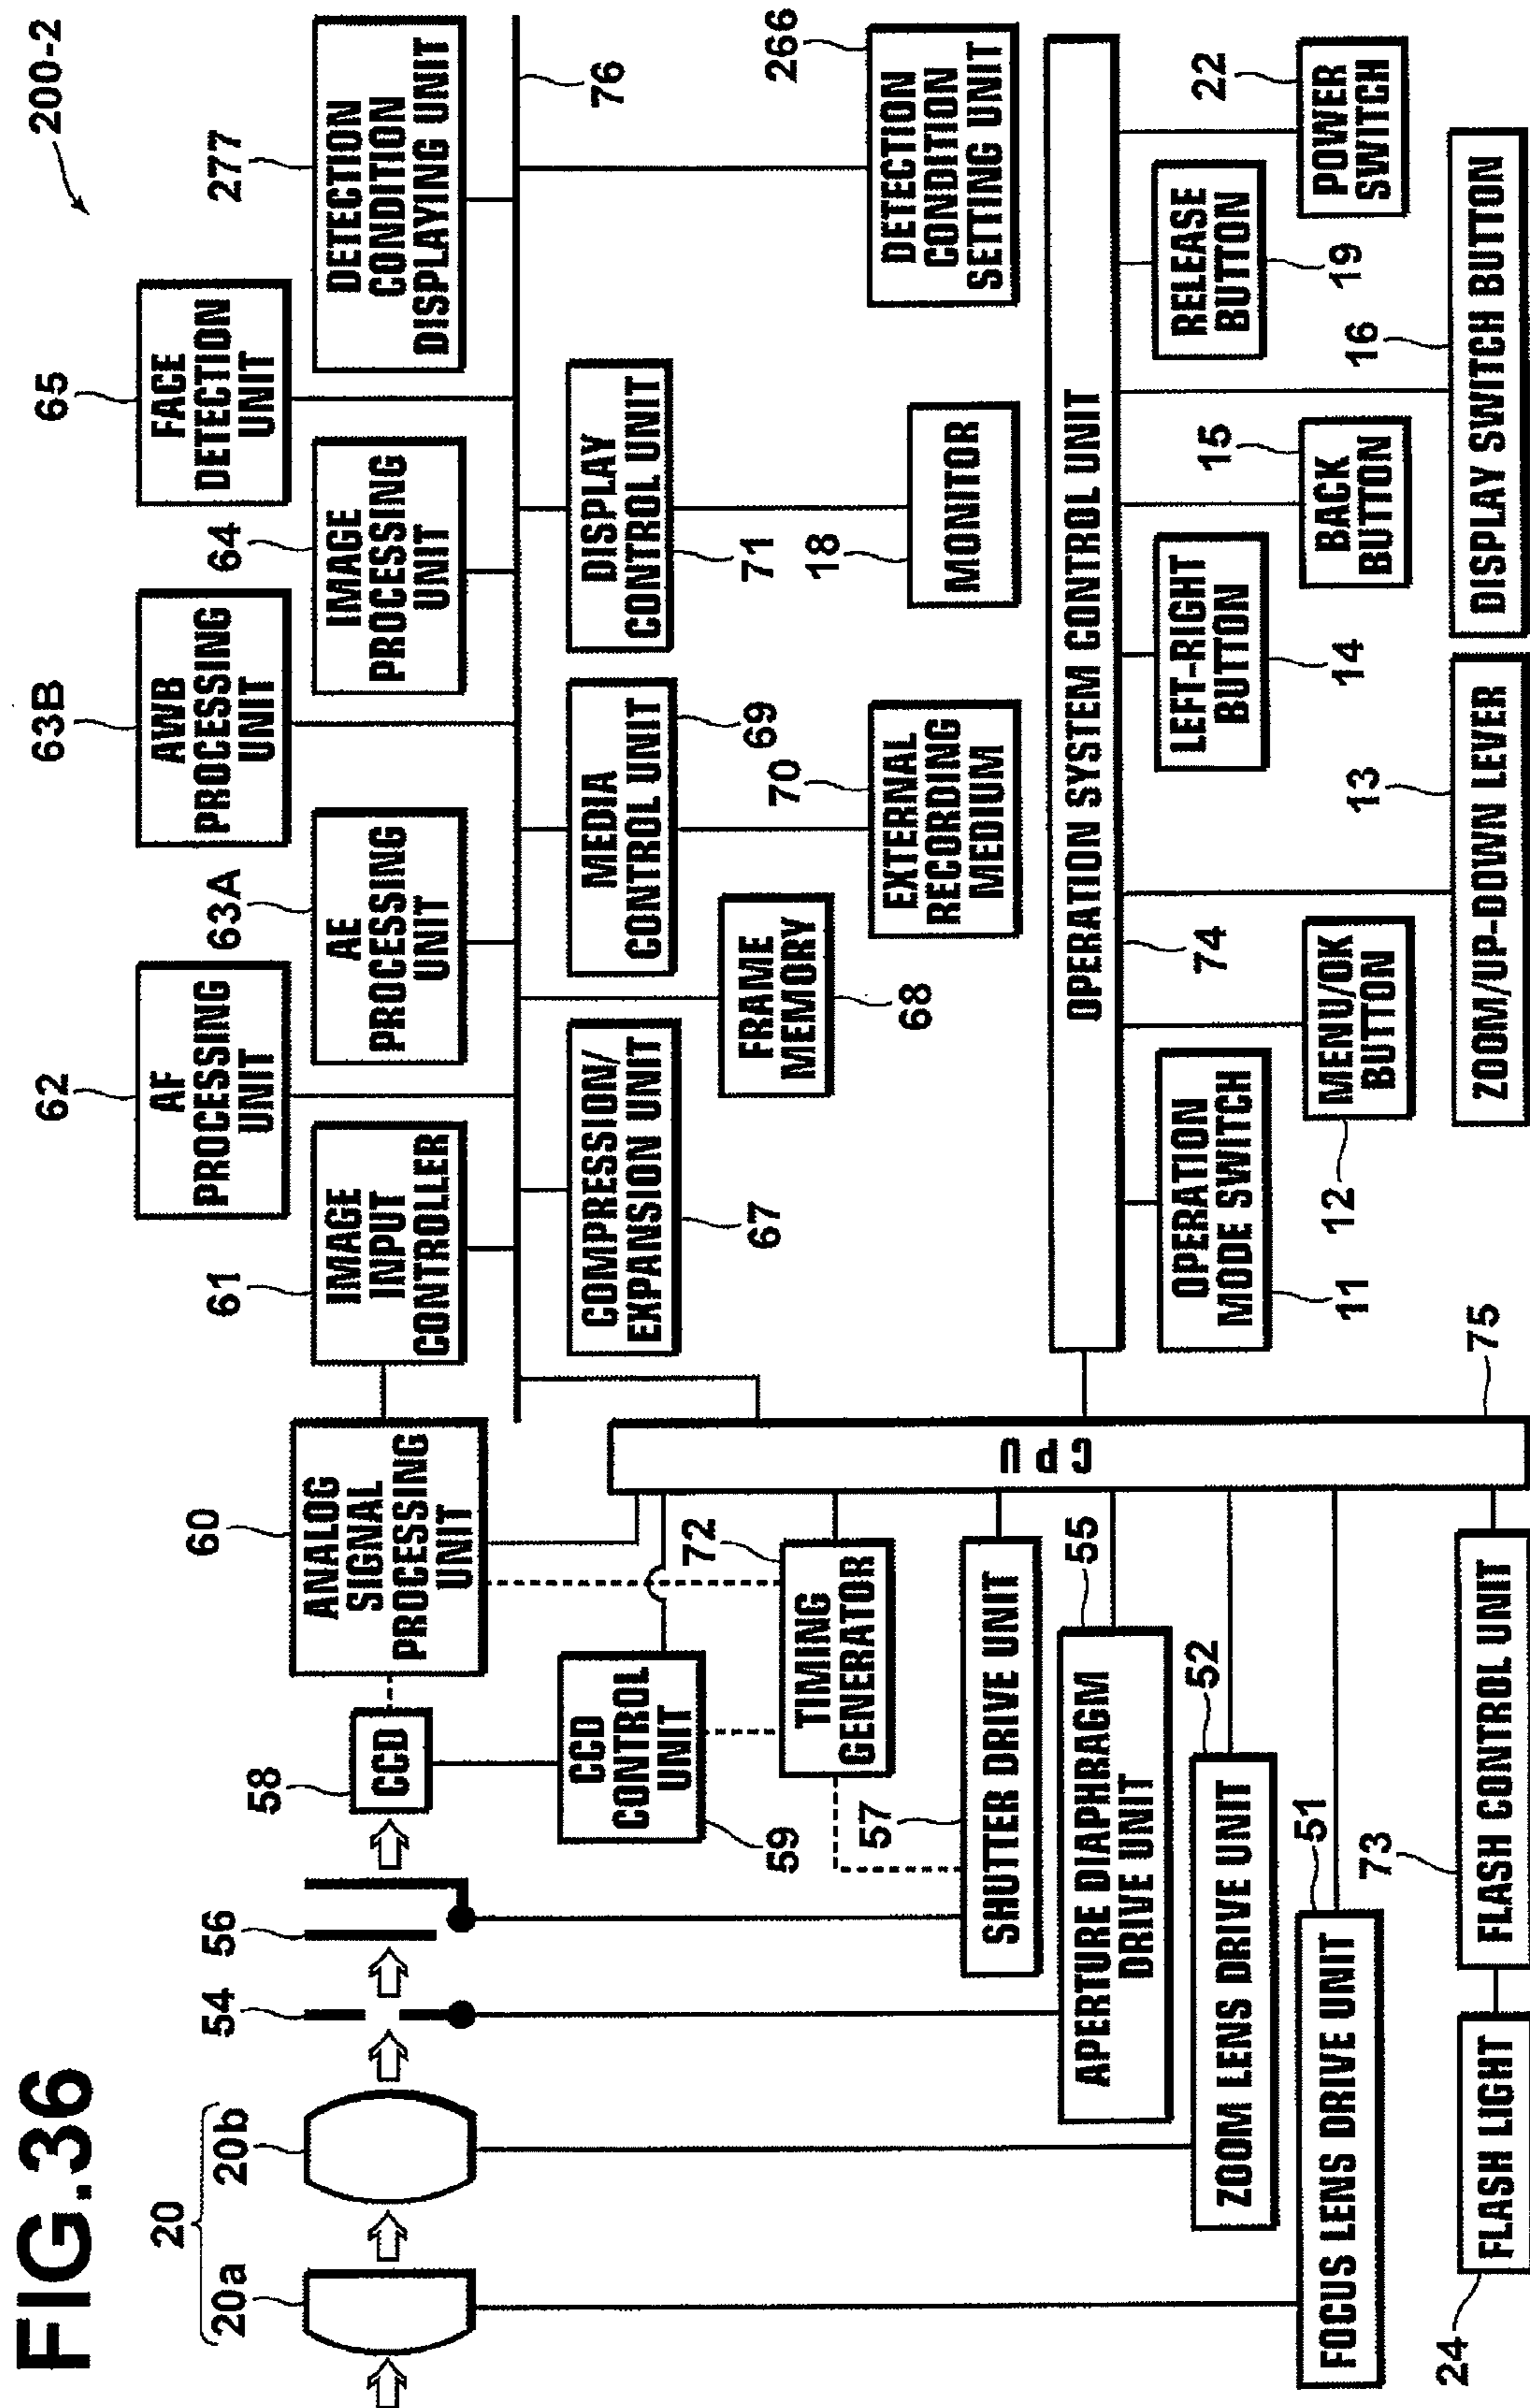 FIG.36
200-2
62
63B
65
AF
PROCESSING
UNIT
AWB
PROCESSING
UNIT
FACE
DETECTION
UNIT
20
20a
20b
54
56
58
60
61
63A
64
277
CCD
ANALOG
SIGNAL
PROCESSING
UNIT
IMAGE
INPUT
CONTROLLER
AE
PROCESSING
UNIT
IMAGE
PROCESSING
UNIT
DETECTION
CONDITION
DISPLAYING UNIT
76
CCD
CONTROL
UNIT
59
COMPRESSION/
EXPANSION UNIT
67
MEDIA
CONTROL UNIT
69
DISPLAY
CONTROL UNIT
71
72
TIMING
GENERATOR
FRAME
MEMORY
68
70
EXTERNAL
RECORDING
MEDIUM
18
MONITOR
266
DETECTION
CONDITION
SETTING UNIT
57
SHUTTER DRIVE UNIT
CPU
75
OPERATION SYSTEM CONTROL UNIT
74
55
APERTURE DIAPHRAGM
DRIVE UNIT
52
ZOOM LENS DRIVE UNIT
51
FOCUS LENS DRIVE UNIT
OPERATION
MODE SWITCH
11
LEFT-RIGHT
BUTTON
14
RELEASE
BUTTON
19
12
MENU/OK
BUTTON
15
BACK
BUTTON
22
POWER
SWITCH
13
ZOOM/UP-DOWN LEVER
16
DISPLAY SWITCH BUTTON
24
FLASH LIGHT
73
FLASH CONTROL UNIT